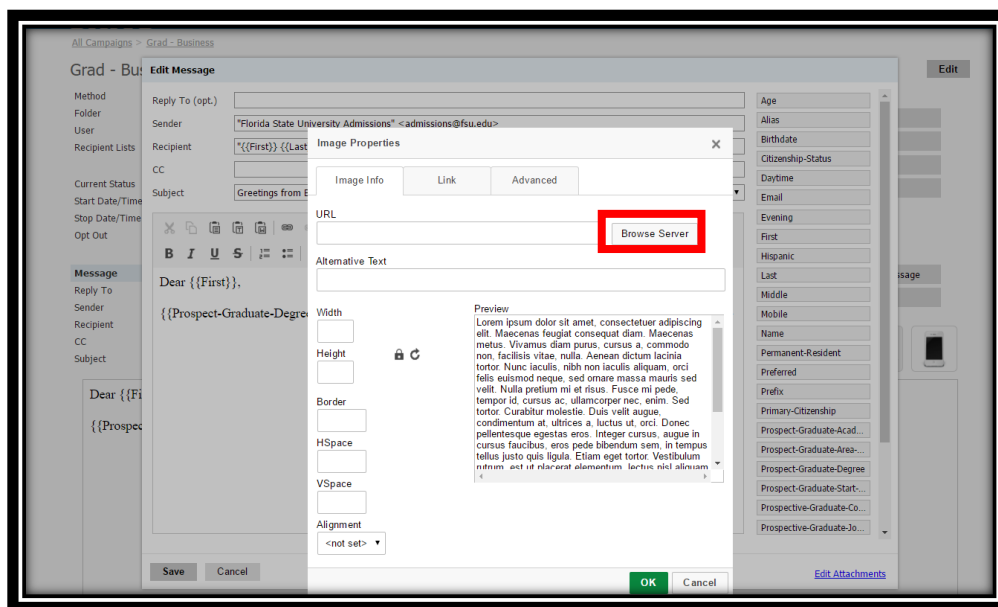 All Campaigns > Grad - Business
Grad - Bus
Edit
Method
Folder
User
Recipient Lists
Current Status
Start Date/Time
Stop Date/Time
Opt Out
Message
Reply To
Sender
Recipient
CC
Subject
Dear {{Fi
{{Prospec
ssage
Edit Message
Reply To (opt.)
Sender
"Florida State University Admissions" <admissions@fsu.edu>
Recipient
"{{First}} {{Last
CC
Subject
Greetings from
B I U S
Dear {{First}},
{{Prospect-Graduate-Degre
Save
Cancel
Edit Attachments
Age
Alias
Birthdate
Citizenship-Status
Daytime
Email
Evening
First
Hispanic
Last
Middle
Mobile
Name
Permanent-Resident
Preferred
Prefix
Primary-Citizenship
Prospect-Graduate-Acad...
Prospect-Graduate-Area-...
Prospect-Graduate-Degree
Prospect-Graduate-Start-...
Prospective-Graduate-Co...
Prospective-Graduate-Jo...
Image Properties
Image Info
Link
Advanced
URL
Browse Server
Alternative Text
Width
Height
Border
HSpace
VSpace
Alignment
<not set>
Preview
Lorem ipsum dolor sit amet, consectetuer adipiscing
elit. Maecenas feugiat consequat diam. Maecenas
metus. Vivamus diam purus, cursus a, commodo
non, facilisis vitae, nulla. Aenean dictum lacinia
tortor. Nunc iaculis, nibh non iaculis aliquam, orci
felis euismod neque, sed ornare massa mauris sed
velit. Nulla pretium mi et risus. Fusce mi pede,
tempor id, cursus ac, ullamcorper nec, enim. Sed
tortor. Curabitur molestie. Duis velit augue,
condimentum at, ultrices a, luctus ut, orci. Donec
pellentesque egestas eros. Integer cursus, augue in
cursus faucibus, eros pede bibendum sem, in tempus
tellus justo quis ligula. Etiam eget tortor. Vestibulum
rutrum, est ut placerat elementum, lectus nisl aliquam
OK
Cancel